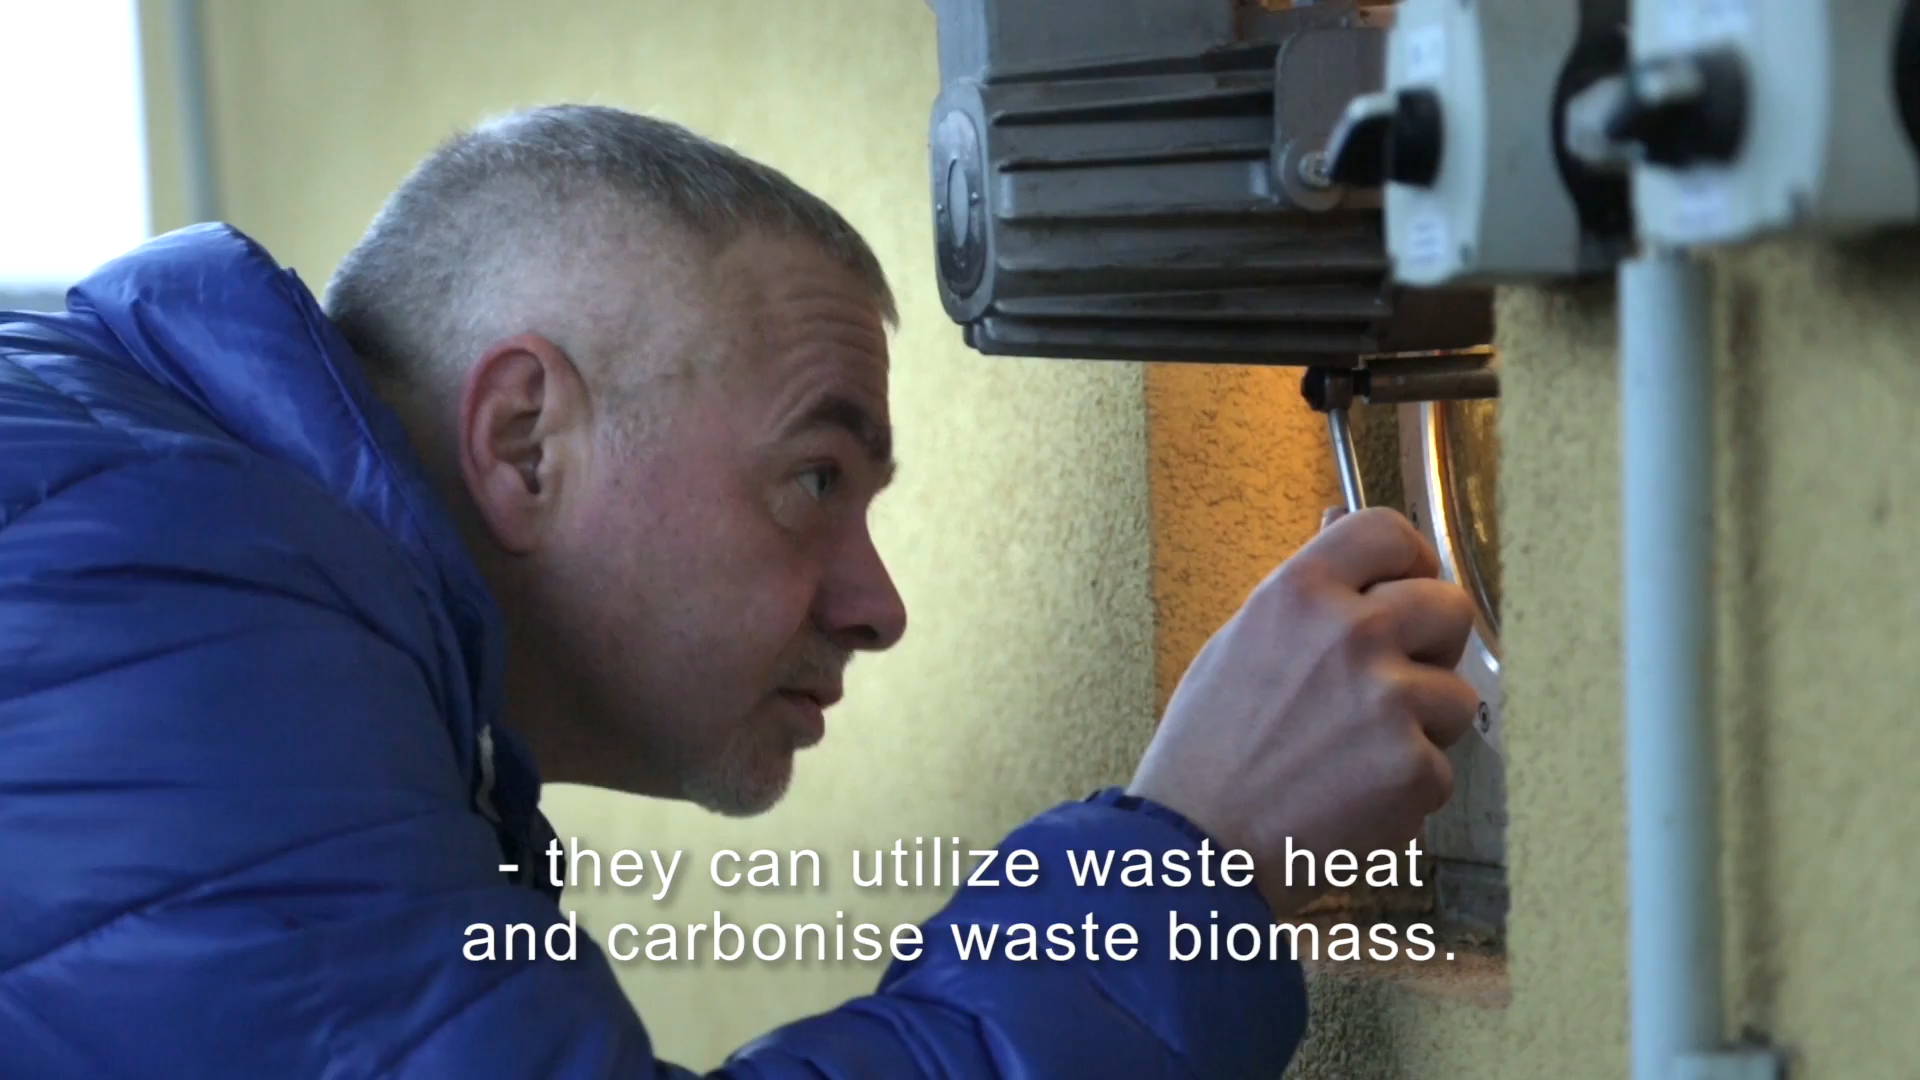 - they can utilize waste heat
and carbonise waste biomass.